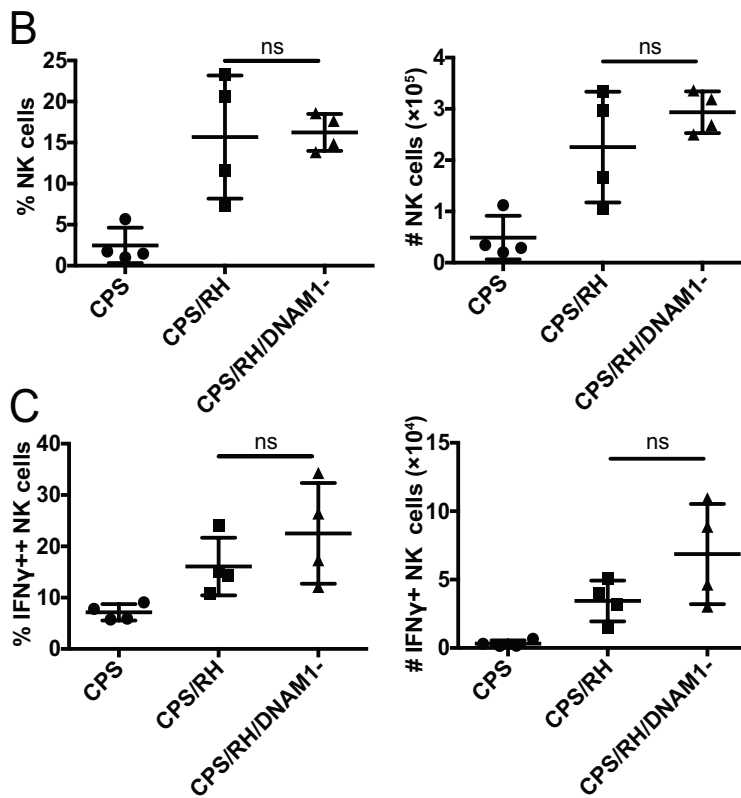 B
ns
25
20
15
10
5
0
% NK cells
CPS
CPS/RH
CPS/RH/DNAM1-
ns
4
3
2
1
0
# NK cells (×10⁵)
CPS
CPS/RH
CPS/RH/DNAM1-
C
ns
40
30
20
10
0
% IFNγ++ NK cells
CPS
CPS/RH
CPS/RH/DNAM1-
ns
15
10
5
0
# IFNγ+ NK cells (×10⁴)
CPS
CPS/RH
CPS/RH/DNAM1-